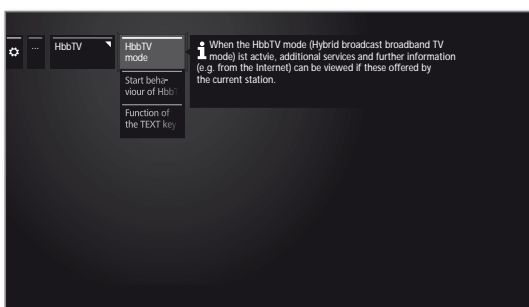 ...
HbbTV
HbbTV
mode
i When the HbbTV mode (Hybrid broadcast broadband TV
mode) ist actvie, additional services and further information
(e.g. from the Internet) can be viewed if these offered by
the current station.
Start beha-
viour of HbbT
Function of
the TEXT key